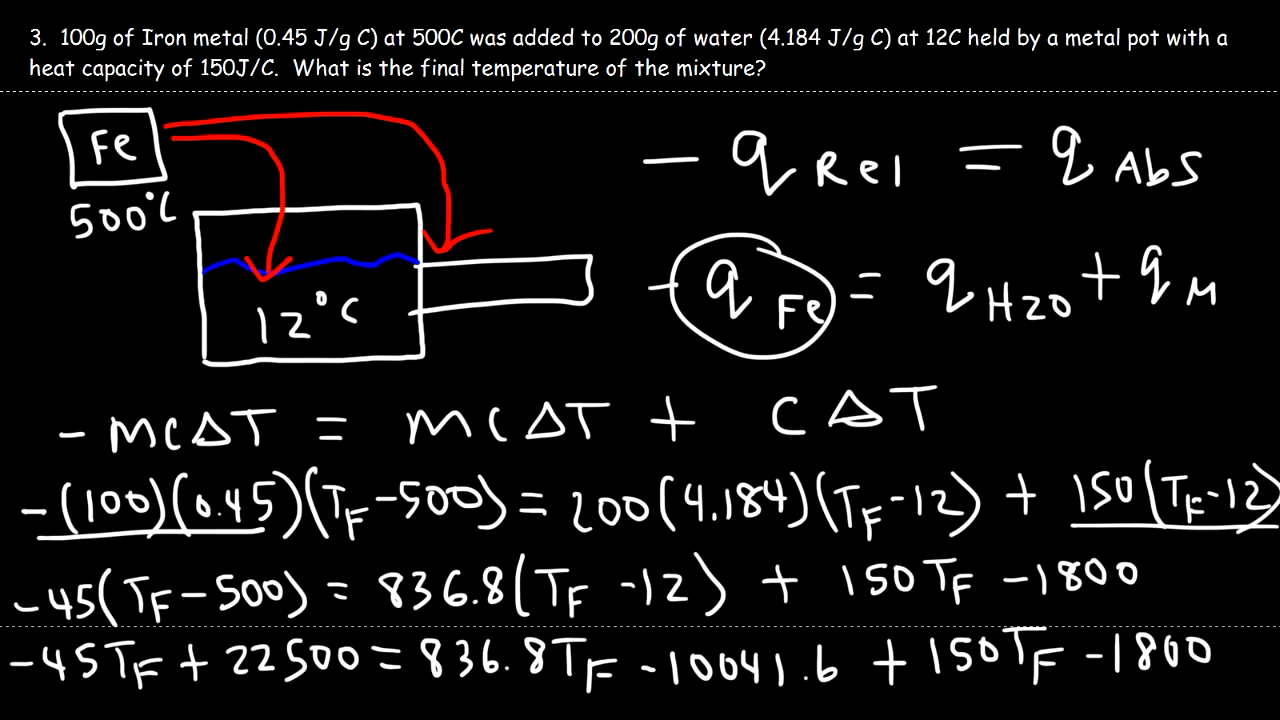 3. 100g of Iron metal (0.45 J/g C) at 500C was added to 200g of water (4.184 J/g C) at 12C held by a metal pot with a
heat capacity of 150J/C. What is the final temperature of the mixture?
Fe
500°C
12°C
- q Rel = q Abs
- q Fe = q H2O + q M
- mCΔT = mCΔT + CΔT
-(100)(0.45)(TF-500) = 200(4.184)(TF-12) + 150(TF-12)
-45(TF-500) = 836.8(TF-12) + 150TF -1800
-45TF + 22500 = 836.8TF -10041.6 + 150TF -1800